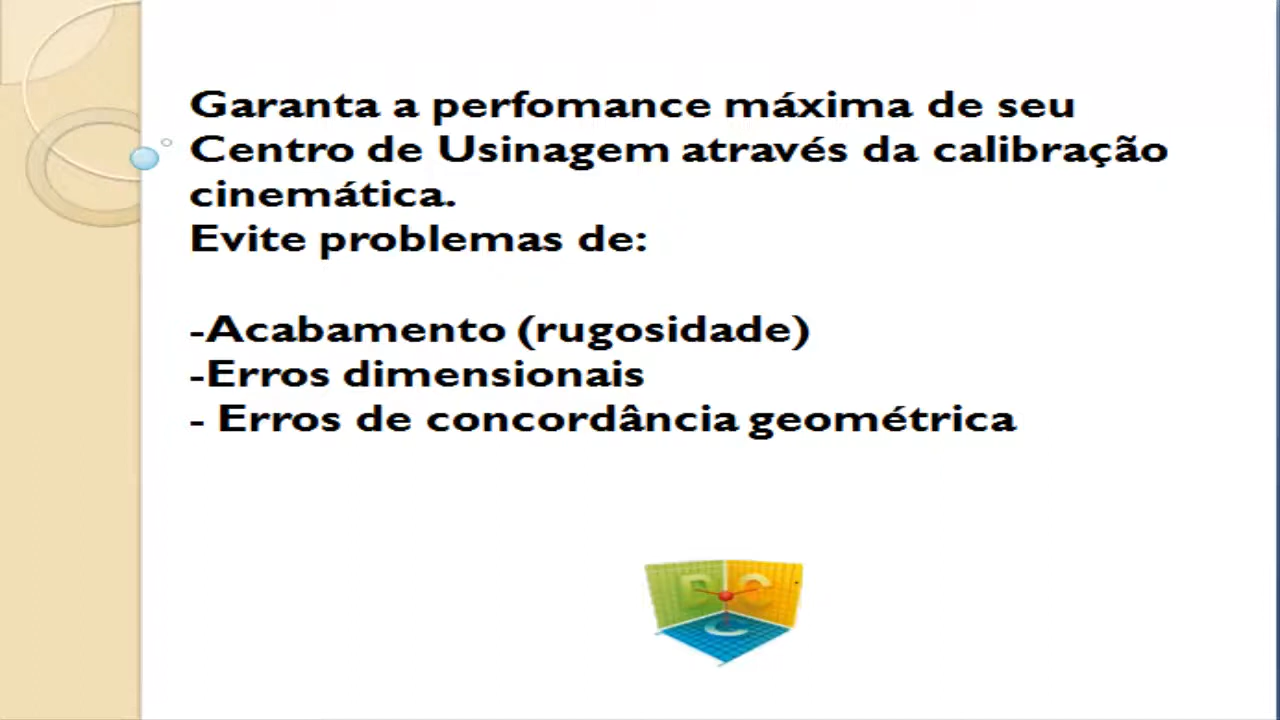 Garanta a perfomance máxima de seu
Centro de Usinagem através da calibração
cinemática.
Evite problemas de:
-Acabamento (rugosidade)
-Erros dimensionais
- Erros de concordância geométrica
D C
C